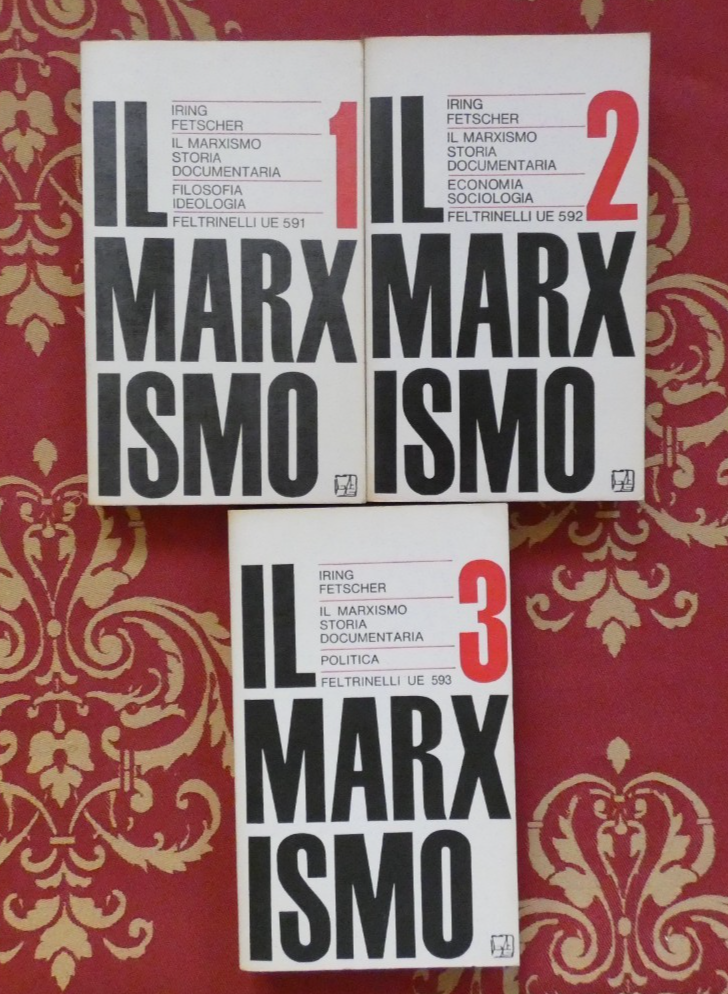 IL
IRING
FETSCHER
IL MARXISMO
STORIA
DOCUMENTARIA
FILOSOFIA
IDEOLOGIA
FELTRINELLI UE 591
1
MARX
ISMO
IL
IRING
FETSCHER
IL MARXISMO
STORIA
DOCUMENTARIA
ECONOMIA
SOCIOLOGIA
FELTRINELLI UE 592
2
MARX
ISMO
IL
IRING
FETSCHER
IL MARXISMO
STORIA
DOCUMENTARIA
POLITICA
FELTRINELLI UE 593
3
MARX
ISMO